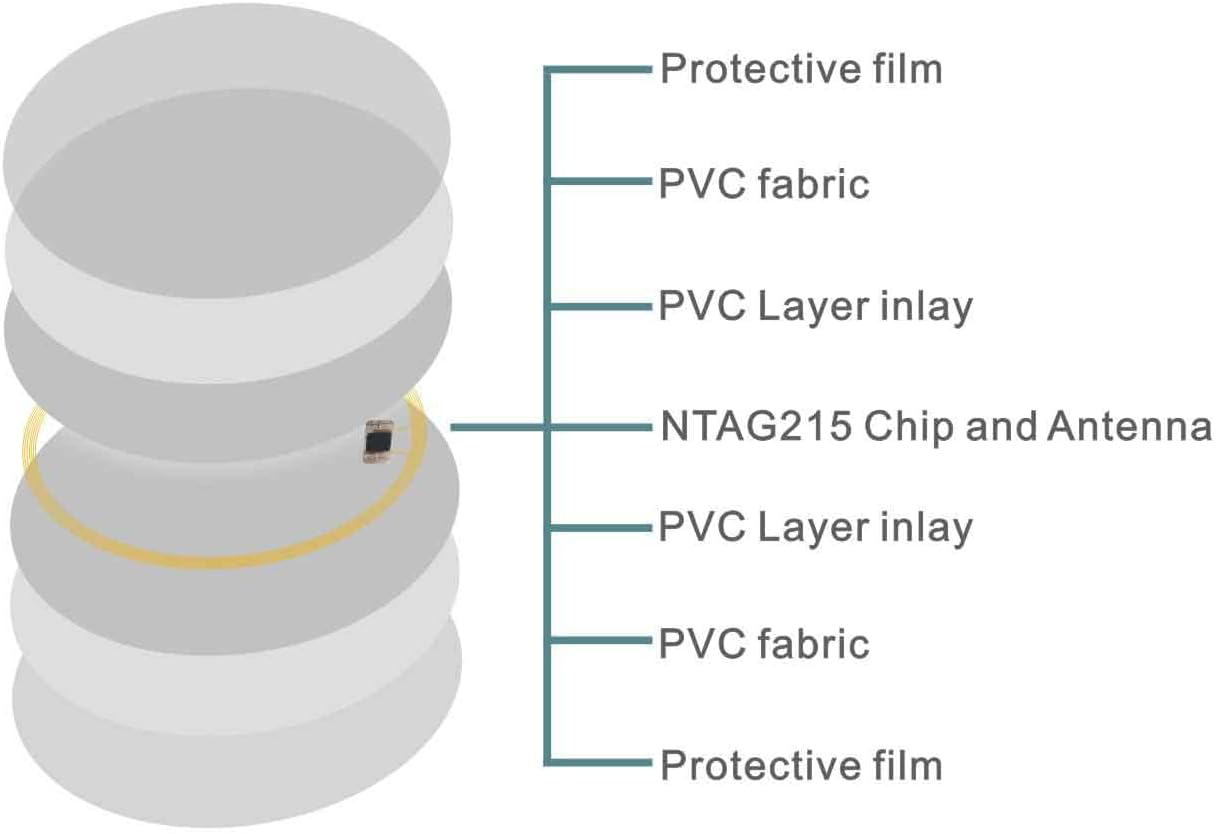 Protective film
PVC fabric
PVC Layer inlay
NTAG215 Chip and Antenna
PVC Layer inlay
PVC fabric
Protective film